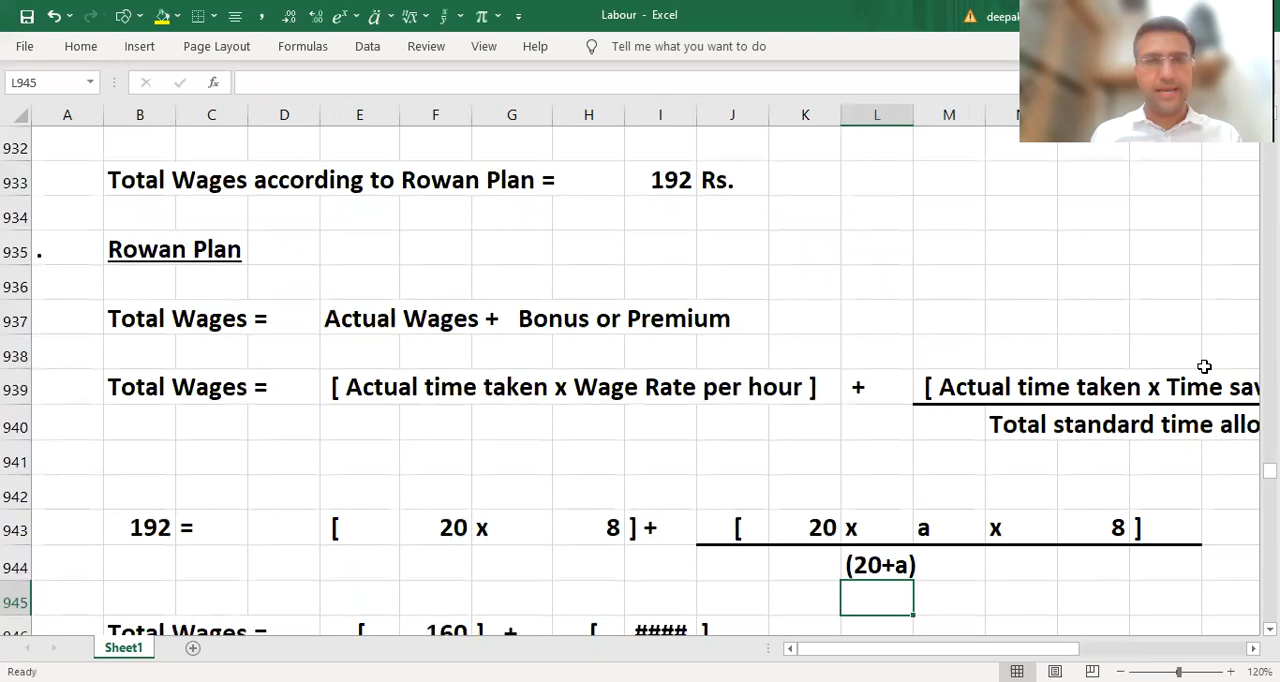 Labour - Excel
deepak
File Home Insert Page Layout Formulas Data Review View Help Tell me what you want to do
L945 fx
A B C D E F G H I J K L M
932
933 Total Wages according to Rowan Plan = 192 Rs.
934
935 . Rowan Plan
936
937 Total Wages = Actual Wages + Bonus or Premium
938
939 Total Wages = [ Actual time taken x Wage Rate per hour ] + [ Actual time taken x Time sav
940 Total standard time allo
941
942
943 192 = [ 20 x 8 ] + [ 20 x a x 8 ]
944 (20+a)
945
946 Total Wages = [ 160 ] + [ #### ]
Sheet1
Ready 120%